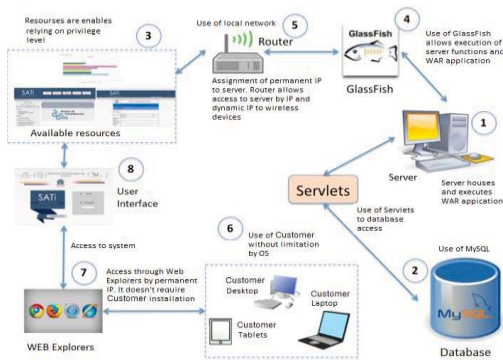 Resourses are enables
relying on privilege
level
3
SATi
Available resources
Use of local network
5
Router
Assignment of permanent IP
to server. Router allows
access to server by IP and
dynamic IP to wireless
devices
4
GlassFish
Use of GlassFish
allows execution of
server functions and
WAR application
1
Server
Server houses
and executes
WAR application
Servlets
Use of Servlets
to database
access
2
Use of MySQL
MySQL
Database
8
SATi
User
Interface
Access to system
7
Access through Web
Explorers by permanent
IP. It doesn't require
Customer installation
WEB Explorers
6
Use of Customer
without limitation
by OS
Customer
Desktop
Customer
Laptop
Customer
Tablets